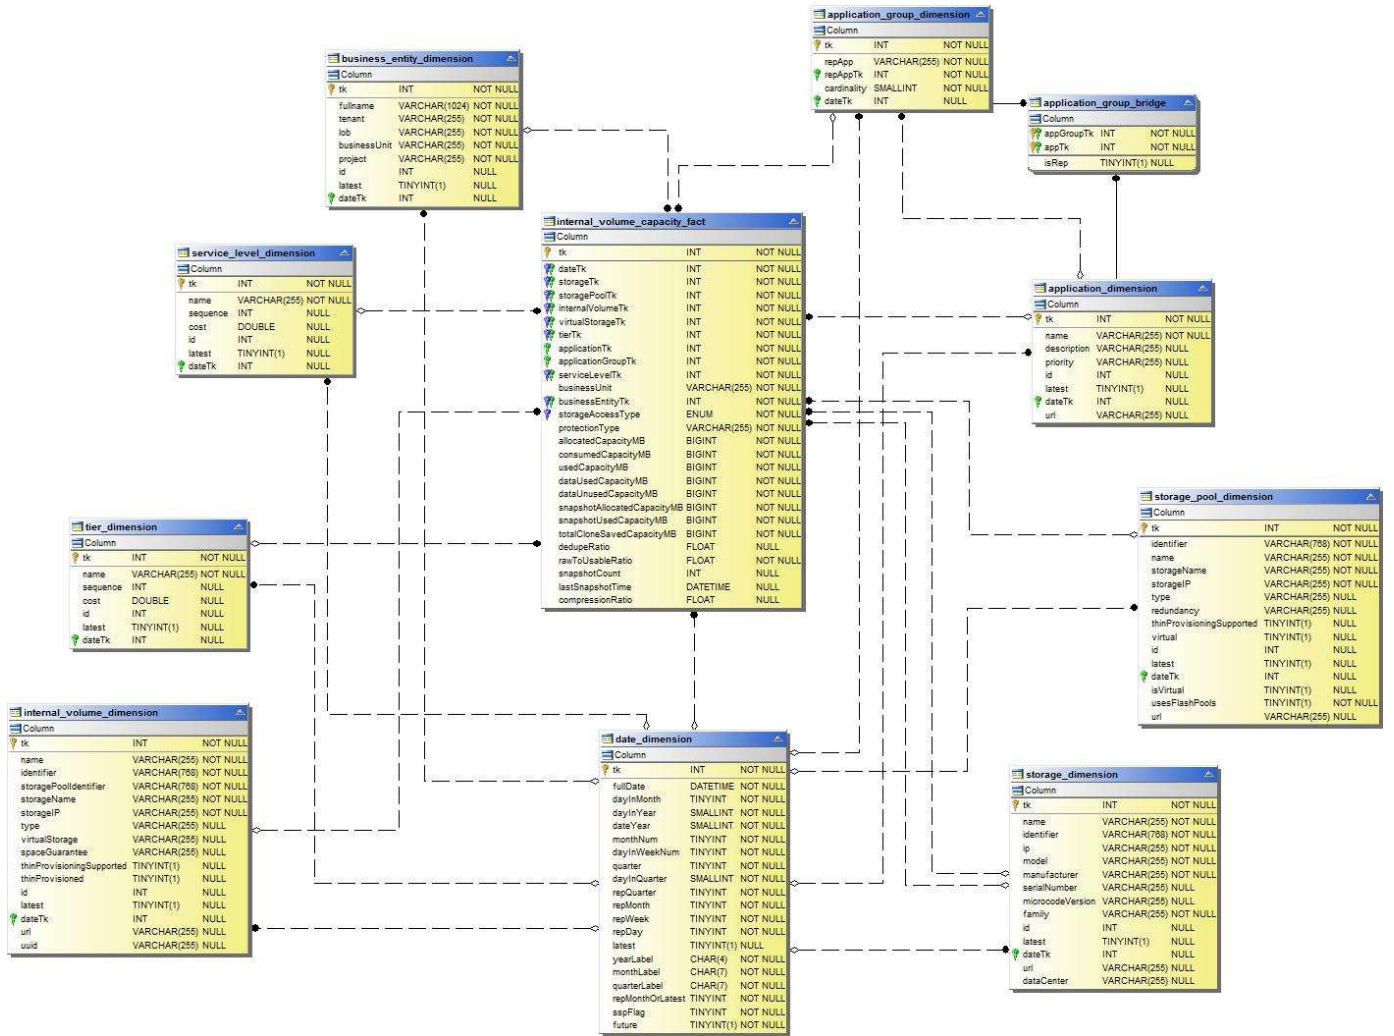 application_group_dimension
Column
tk INT NOT NULL
repApp VARCHAR(255) NOT NULL
repAppTk INT NOT NULL
cardinality SMALLINT NOT NULL
dateTk INT NULL
business_entity_dimension
Column
tk INT NOT NULL
fullname VARCHAR(1024) NOT NULL
tenant VARCHAR(255) NOT NULL
lob VARCHAR(255) NOT NULL
businessUnit VARCHAR(255) NOT NULL
project VARCHAR(255) NOT NULL
id INT NULL
latest TINYINT(1) NULL
dateTk INT NULL
application_group_bridge
Column
appGroupTk INT NOT NULL
appTk INT NOT NULL
isRep TINYINT(1) NULL
internal_volume_capacity_fact
Column
tk INT NOT NULL
dateTk INT NOT NULL
storageTk INT NOT NULL
storagePoolTk INT NOT NULL
internalVolumeTk INT NOT NULL
virtualStorageTk INT NOT NULL
tierTk INT NOT NULL
applicationTk INT NOT NULL
applicationGroupTk INT NOT NULL
serviceLevelTk INT NOT NULL
businessUnit VARCHAR(255) NOT NULL
businessEntityTk INT NOT NULL
storageAccessType ENUM NOT NULL
protectionType VARCHAR(255) NOT NULL
allocatedCapacityMB BIGINT NOT NULL
consumedCapacityMB BIGINT NOT NULL
usedCapacityMB BIGINT NOT NULL
dataUsedCapacityMB BIGINT NOT NULL
dataUnusedCapacityMB BIGINT NOT NULL
snapshotAllocatedCapacityMB BIGINT NOT NULL
snapshotUsedCapacityMB BIGINT NOT NULL
totalCloneSavedCapacityMB BIGINT NOT NULL
dedupeRatio FLOAT NULL
rawToUsableRatio FLOAT NOT NULL
snapshotCount INT NULL
lastSnapshotTime DATETIME NULL
compressionRatio FLOAT NULL
service_level_dimension
Column
tk INT NOT NULL
name VARCHAR(255) NOT NULL
sequence INT NULL
cost DOUBLE NULL
id INT NULL
latest TINYINT(1) NULL
dateTk INT NULL
application_dimension
Column
tk INT NOT NULL
name VARCHAR(255) NOT NULL
description VARCHAR(255) NULL
priority VARCHAR(255) NULL
id INT NULL
latest TINYINT(1) NULL
dateTk INT NULL
url VARCHAR(255) NULL
storage_pool_dimension
Column
tk INT NOT NULL
identifier VARCHAR(768) NOT NULL
name VARCHAR(255) NOT NULL
storageName VARCHAR(255) NOT NULL
storageIP VARCHAR(255) NOT NULL
type VARCHAR(255) NULL
redundancy VARCHAR(255) NULL
thinProvisioningSupported TINYINT(1) NULL
virtual TINYINT(1) NULL
id INT NULL
latest TINYINT(1) NULL
dateTk INT NULL
isVirtual TINYINT(1) NULL
usesFlashPools TINYINT(1) NOT NULL
url VARCHAR(255) NULL
tier_dimension
Column
tk INT NOT NULL
name VARCHAR(255) NOT NULL
sequence INT NULL
cost DOUBLE NULL
id INT NULL
latest TINYINT(1) NULL
dateTk INT NULL
internal_volume_dimension
Column
tk INT NOT NULL
name VARCHAR(255) NOT NULL
identifier VARCHAR(768) NOT NULL
storagePoolIdentifier VARCHAR(768) NOT NULL
storageName VARCHAR(255) NOT NULL
storageIP VARCHAR(255) NOT NULL
type VARCHAR(255) NULL
virtualStorage VARCHAR(255) NULL
spaceGuarantee VARCHAR(255) NULL
thinProvisioningSupported TINYINT(1) NULL
thinProvisioned TINYINT(1) NULL
id INT NULL
latest TINYINT(1) NULL
dateTk INT NULL
url VARCHAR(255) NULL
uuid VARCHAR(255) NULL
date_dimension
Column
tk INT NOT NULL
fullDate DATETIME NOT NULL
dayInMonth TINYINT NOT NULL
dayInYear SMALLINT NOT NULL
dateYear SMALLINT NOT NULL
monthNum TINYINT NOT NULL
dayInWeekNum TINYINT NOT NULL
quarter TINYINT NOT NULL
dayInQuarter SMALLINT NOT NULL
repQuarter TINYINT NOT NULL
repMonth TINYINT NOT NULL
repWeek TINYINT NOT NULL
repDay TINYINT NOT NULL
latest TINYINT(1) NULL
yearLabel CHAR(4) NOT NULL
monthLabel CHAR(7) NOT NULL
quarterLabel CHAR(7) NOT NULL
repMonthOrLatest TINYINT NOT NULL
sspFlag TINYINT NOT NULL
future TINYINT(1) NOT NULL
storage_dimension
Column
tk INT NOT NULL
name VARCHAR(255) NOT NULL
identifier VARCHAR(768) NOT NULL
ip VARCHAR(255) NOT NULL
model VARCHAR(255) NOT NULL
manufacturer VARCHAR(255) NOT NULL
serialNumber VARCHAR(255) NULL
microcodeVersion VARCHAR(255) NULL
family VARCHAR(255) NOT NULL
id INT NULL
latest TINYINT(1) NULL
dateTk INT NULL
url VARCHAR(255) NULL
dataCenter VARCHAR(255) NULL